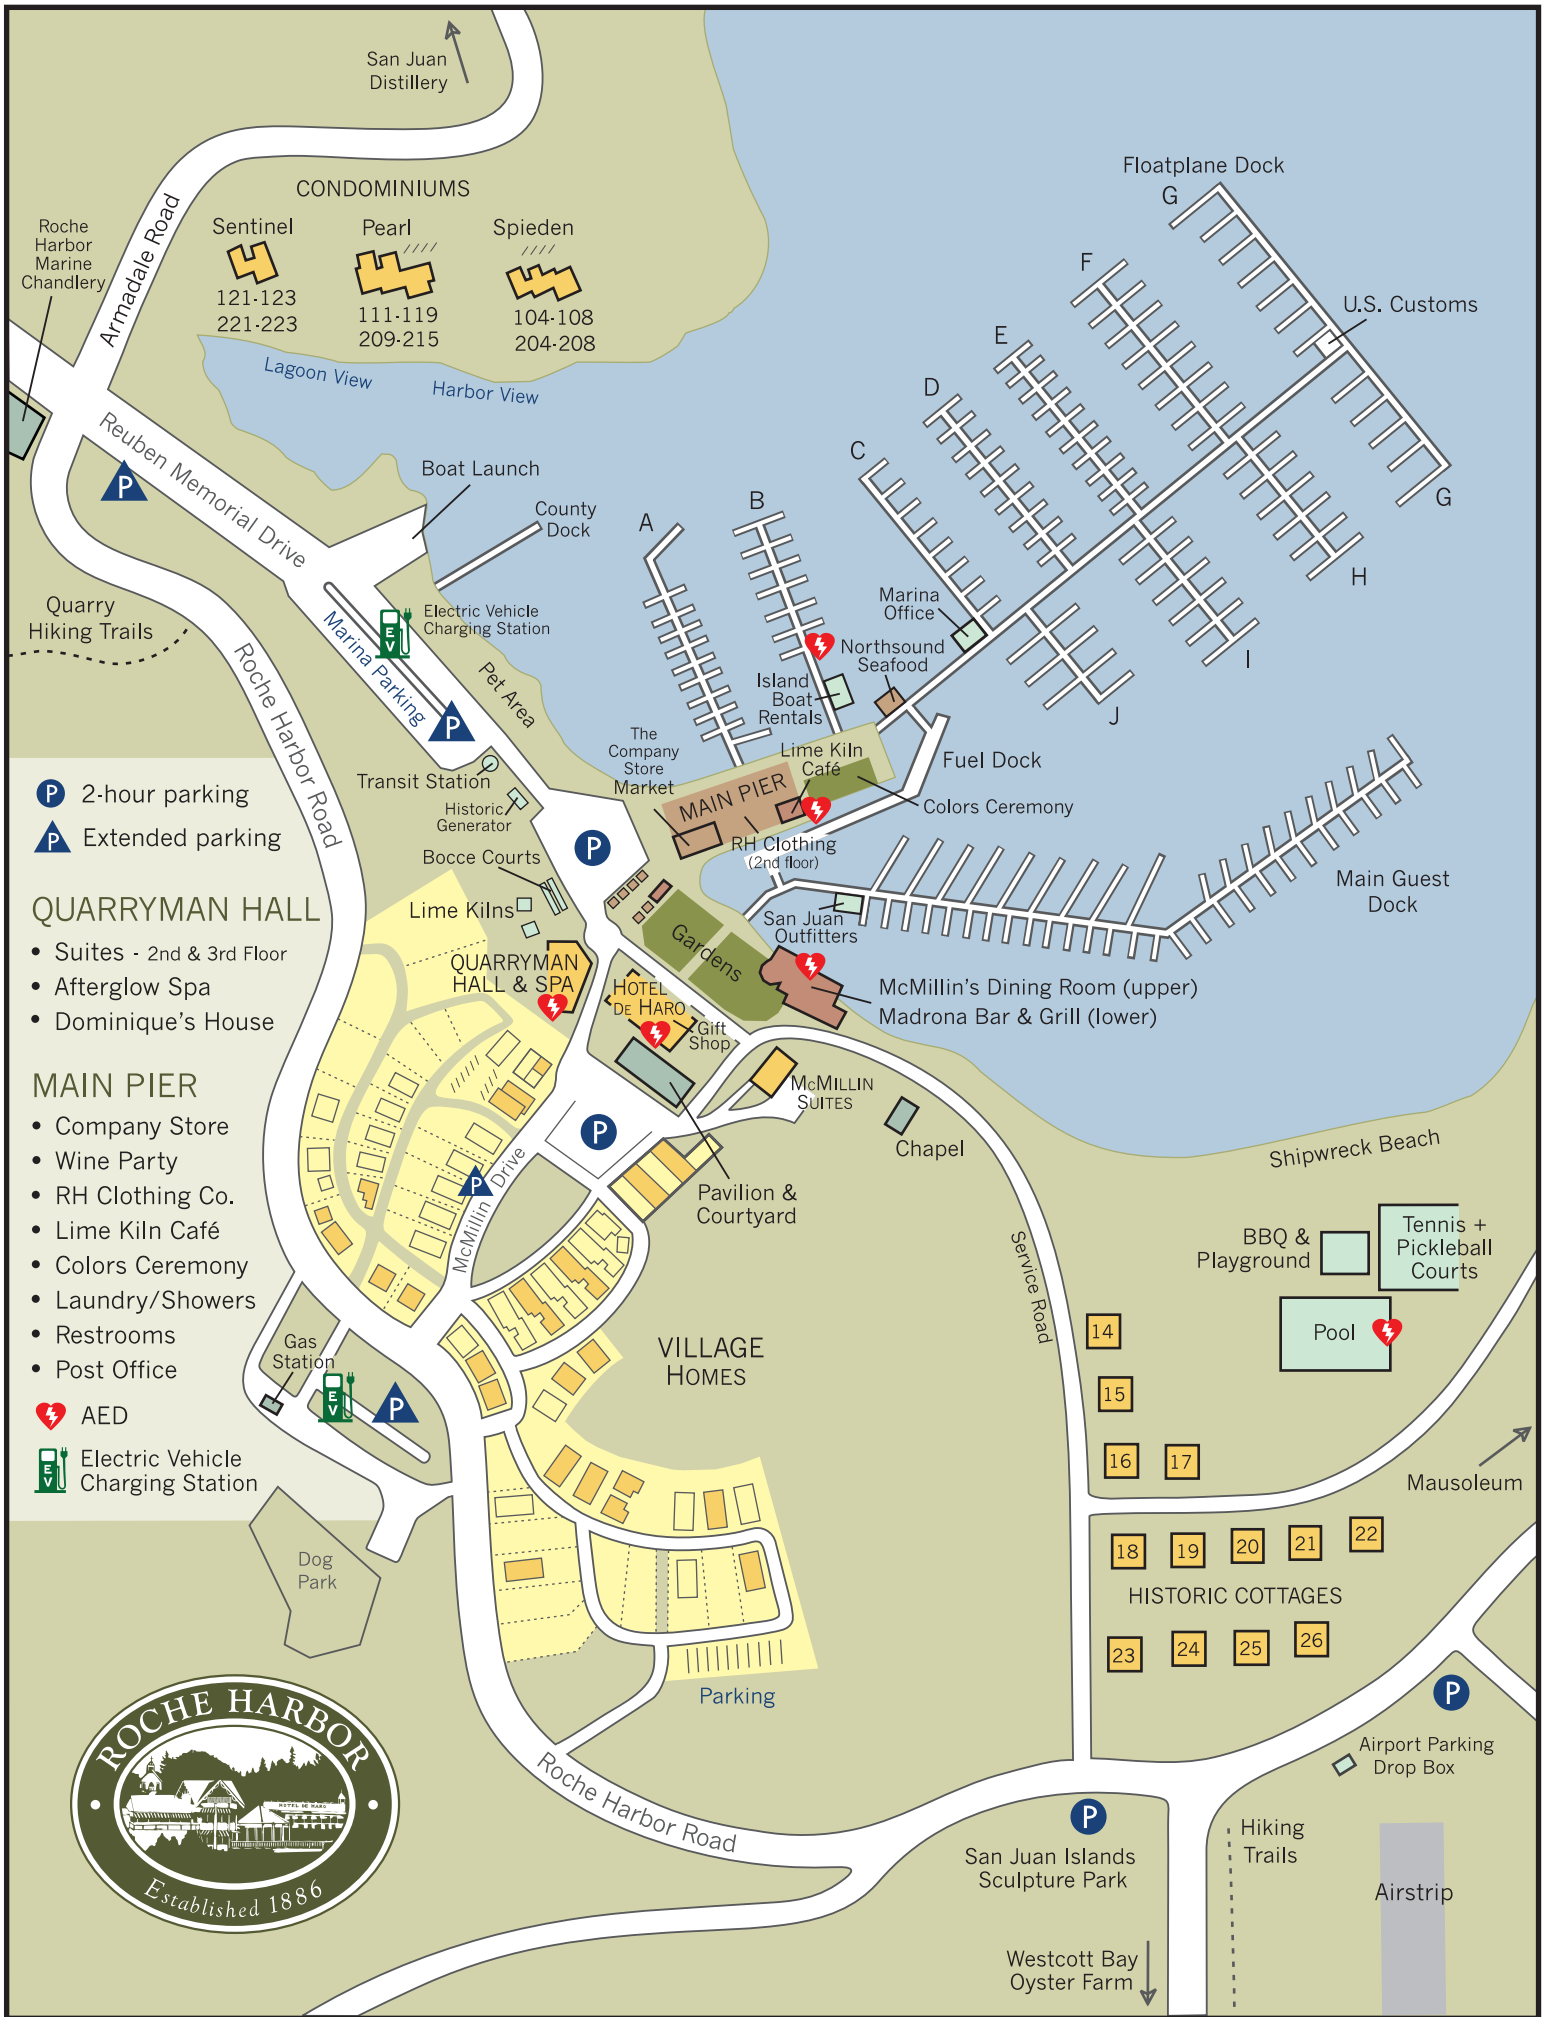 San Juan
Distillery
CONDOMINIUMS
Sentinel
121-123
221-223
Pearl
111-119
209-215
Spieden
104-108
204-208
Roche
Harbor
Marine
Chandlery
Armadale Road
Lagoon View
Harbor View
Reuben Memorial Drive
P
Boat Launch
County
Dock
Floatplane Dock
G
F
E
D
C
B
A
U.S. Customs
G
H
I
J
Marina
Office
Northsound
Seafood
Island
Boat
Rentals
Quarry
Hiking Trails
Roche Harbor Road
Marina Parking
EV
Electric Vehicle
Charging Station
P
Pet Area
Transit Station
Historic
Generator
The
Company
Store
Market
MAIN PIER
Lime Kiln
Café
Fuel Dock
Colors Ceremony
RH Clothing
(2nd floor)
P
Bocce Courts
Lime Kilns
San Juan
Outfitters
Main Guest
Dock
Gardens
QUARRYMAN
HALL & SPA
HOTEL
DE HARO
Gift
Shop
McMillin's Dining Room (upper)
Madrona Bar & Grill (lower)
McMILLIN
SUITES
Chapel
P
Pavilion &
Courtyard
P
McMillin Drive
Shipwreck Beach
Service Road
BBQ &
Playground
Tennis +
Pickleball
Courts
Pool
P 2-hour parking
P Extended parking
QUARRYMAN HALL
• Suites - 2nd & 3rd Floor
• Afterglow Spa
• Dominique's House
MAIN PIER
• Company Store
• Wine Party
• RH Clothing Co.
• Lime Kiln Café
• Colors Ceremony
• Laundry/Showers
• Restrooms
• Post Office
AED
EV
Electric Vehicle
Charging Station
Gas
Station
EV
P
Dog
Park
VILLAGE
HOMES
Parking
14
15
16
17
Mausoleum
18
19
20
21
22
HISTORIC COTTAGES
23
24
25
26
P
Airport Parking
Drop Box
Roche Harbor Road
P
San Juan Islands
Sculpture Park
Hiking
Trails
Airstrip
Westcott Bay
Oyster Farm
ROCHE HARBOR
HOTEL DE HARO
Established 1886